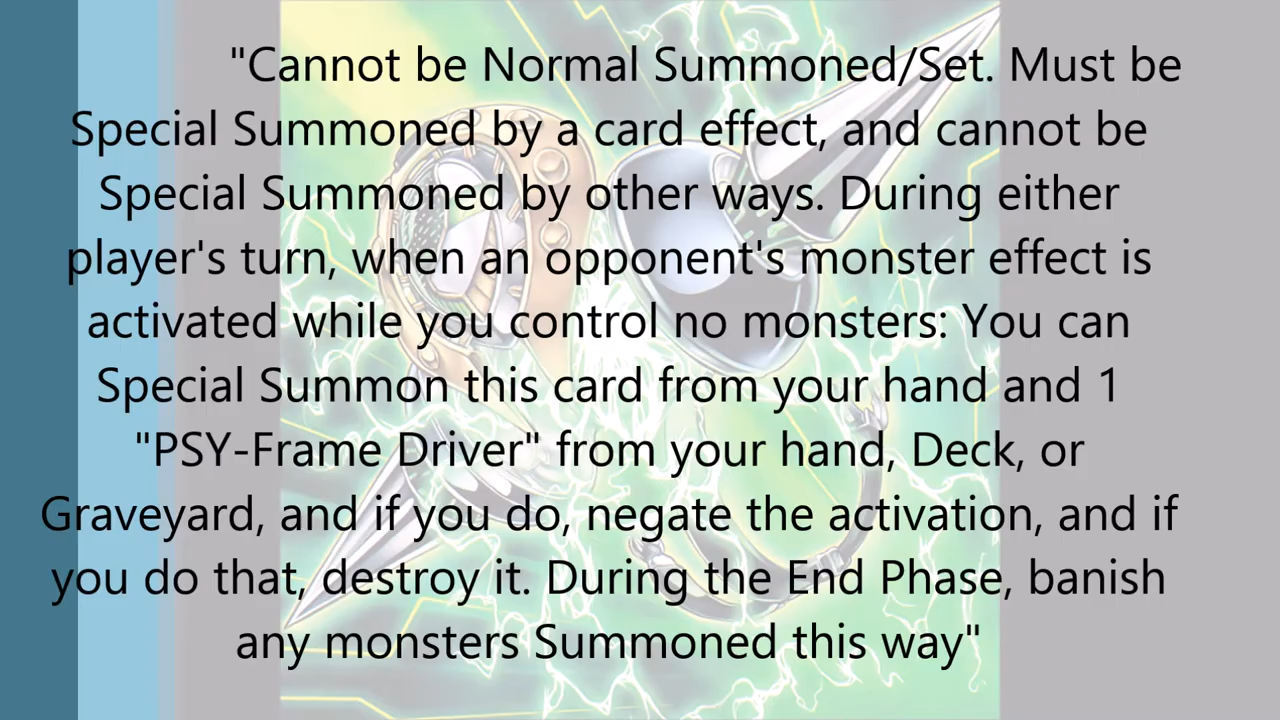 "Cannot be Normal Summoned/Set. Must be
Special Summoned by a card effect, and cannot be
Special Summoned by other ways. During either
player's turn, when an opponent's monster effect is
activated while you control no monsters: You can
Special Summon this card from your hand and 1
"PSY-Frame Driver" from your hand, Deck, or
Graveyard, and if you do, negate the activation, and if
you do that, destroy it. During the End Phase, banish
any monsters Summoned this way"